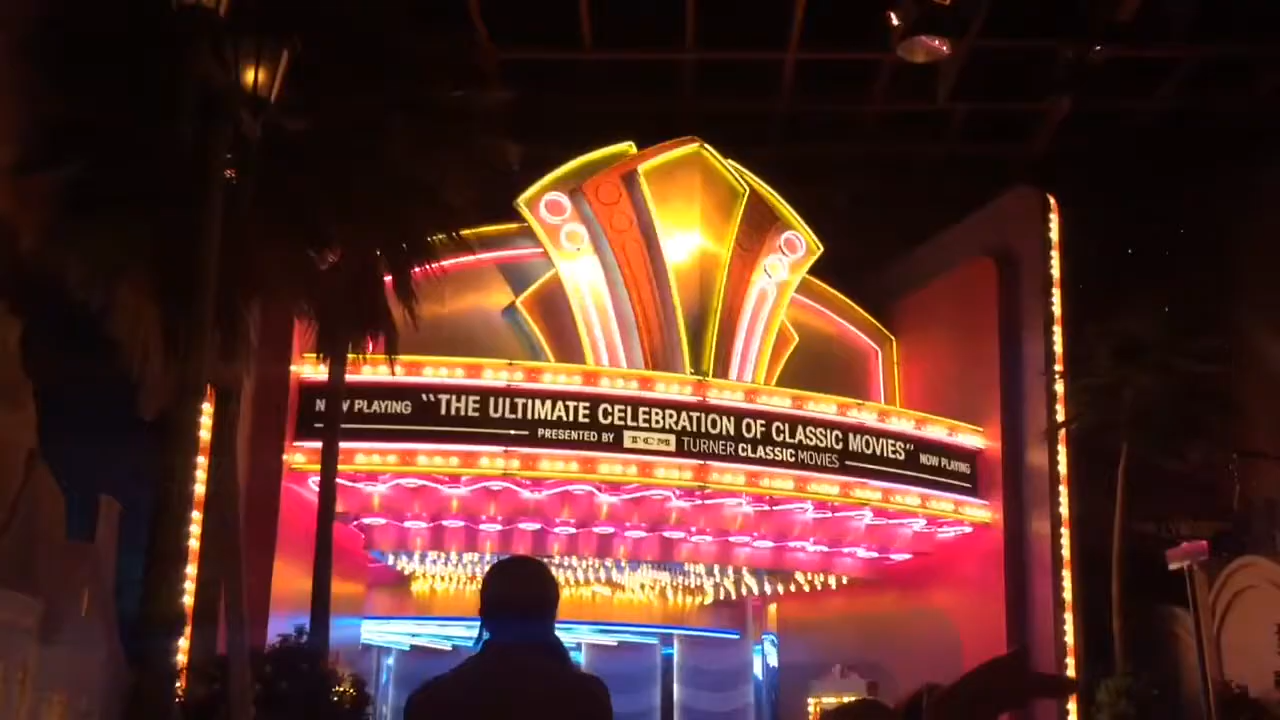 NOW PLAYING "THE ULTIMATE CELEBRATION OF CLASSIC MOVIES" NOW PLAYING
PRESENTED BY TCM TURNER CLASSIC MOVIES